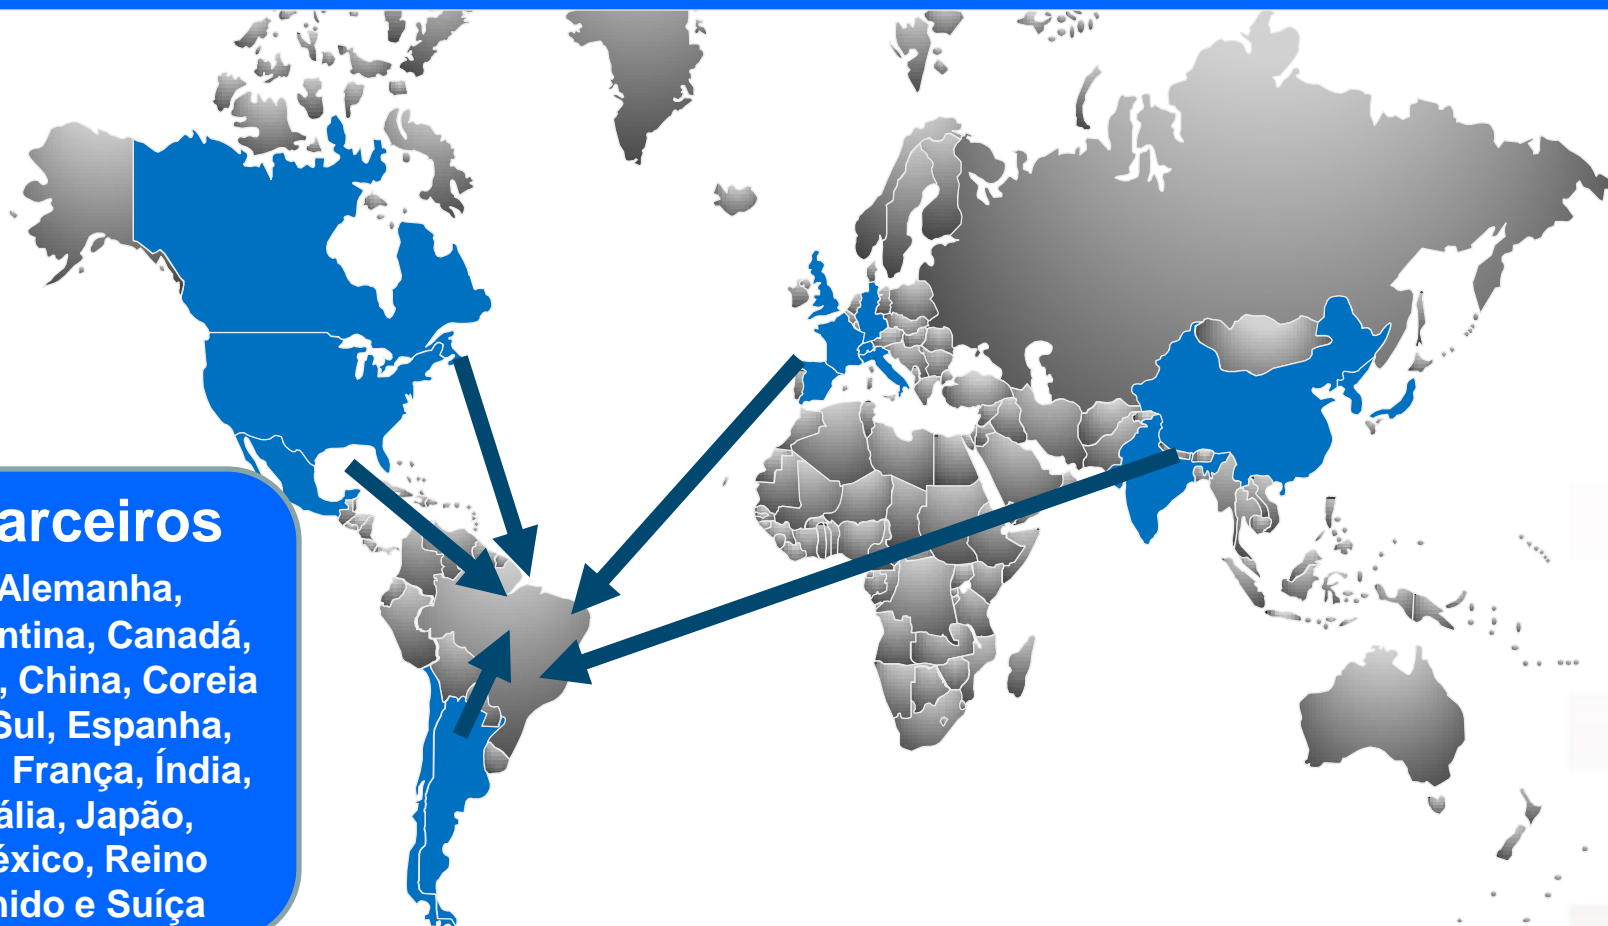 arceiros
Alemanha,
ntina, Canadá,
, China, Coreia
Sul, Espanha,
França, Índia,
ália, Japão,
éxico, Reino
nido e Suíça